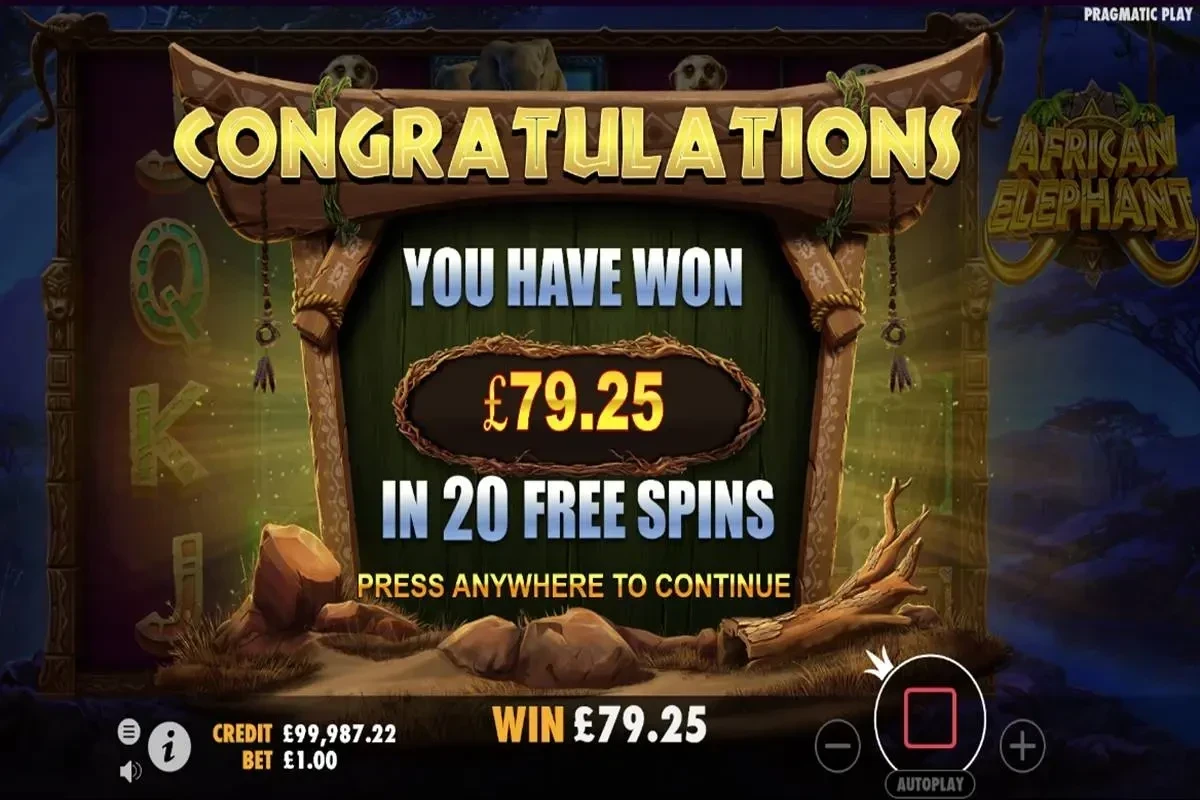 PRAGMATIC PLAY
AFRICAN
ELEPHANT™
CONGRATULATIONS
YOU HAVE WON
£79.25
IN 20 FREE SPINS
PRESS ANYWHERE TO CONTINUE
Q
K
J
CREDIT £99,987.22
BET £1.00
WIN £79.25
AUTOPLAY